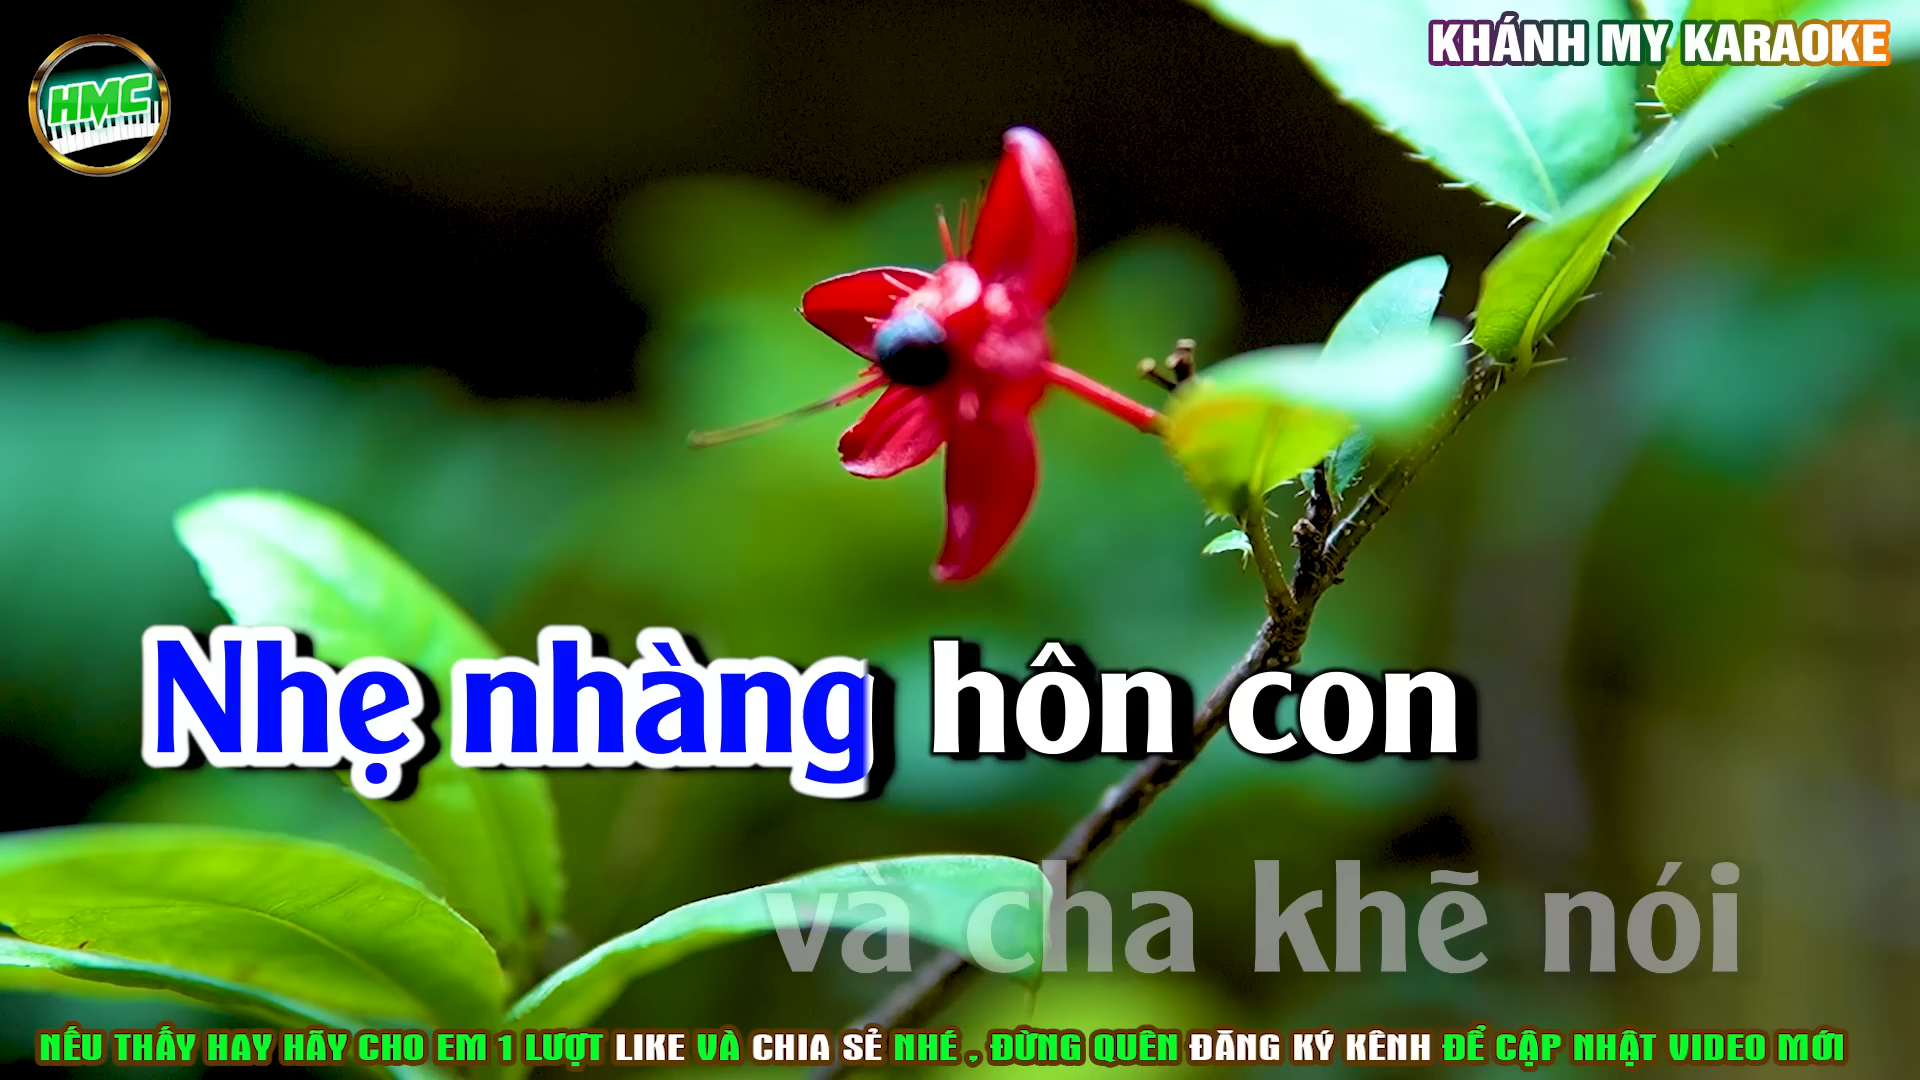 KHÁNH MY KARAOKE
HMC
Nhẹ nhàng hôn con
và cha khẽ nói
NẾU THẤY HAY HÃY CHO EM 1 LƯỢT LIKE VÀ CHIA SẺ NHÉ , ĐỪNG QUÊN ĐĂNG KÝ KÊNH ĐỂ CẬP NHẬT VIDEO MỚI